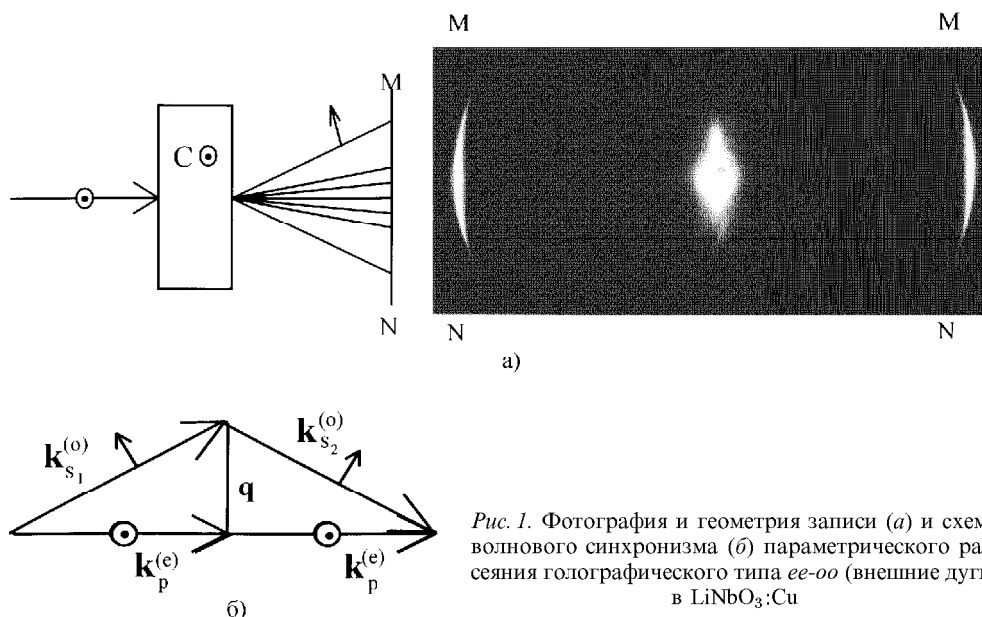 M M
M
C
N
N N
а)
k_{s_1}^{(o)} k_{s_2}^{(o)}
q
k_p^{(e)} k_p^{(e)}
б)
Рис. 1. Фотография и геометрия записи (а) и схем
волнового синхронизма (б) параметрического ра
сеяния голографического типа ee-oo (внешние дуг
в LiNbO₃:Cu